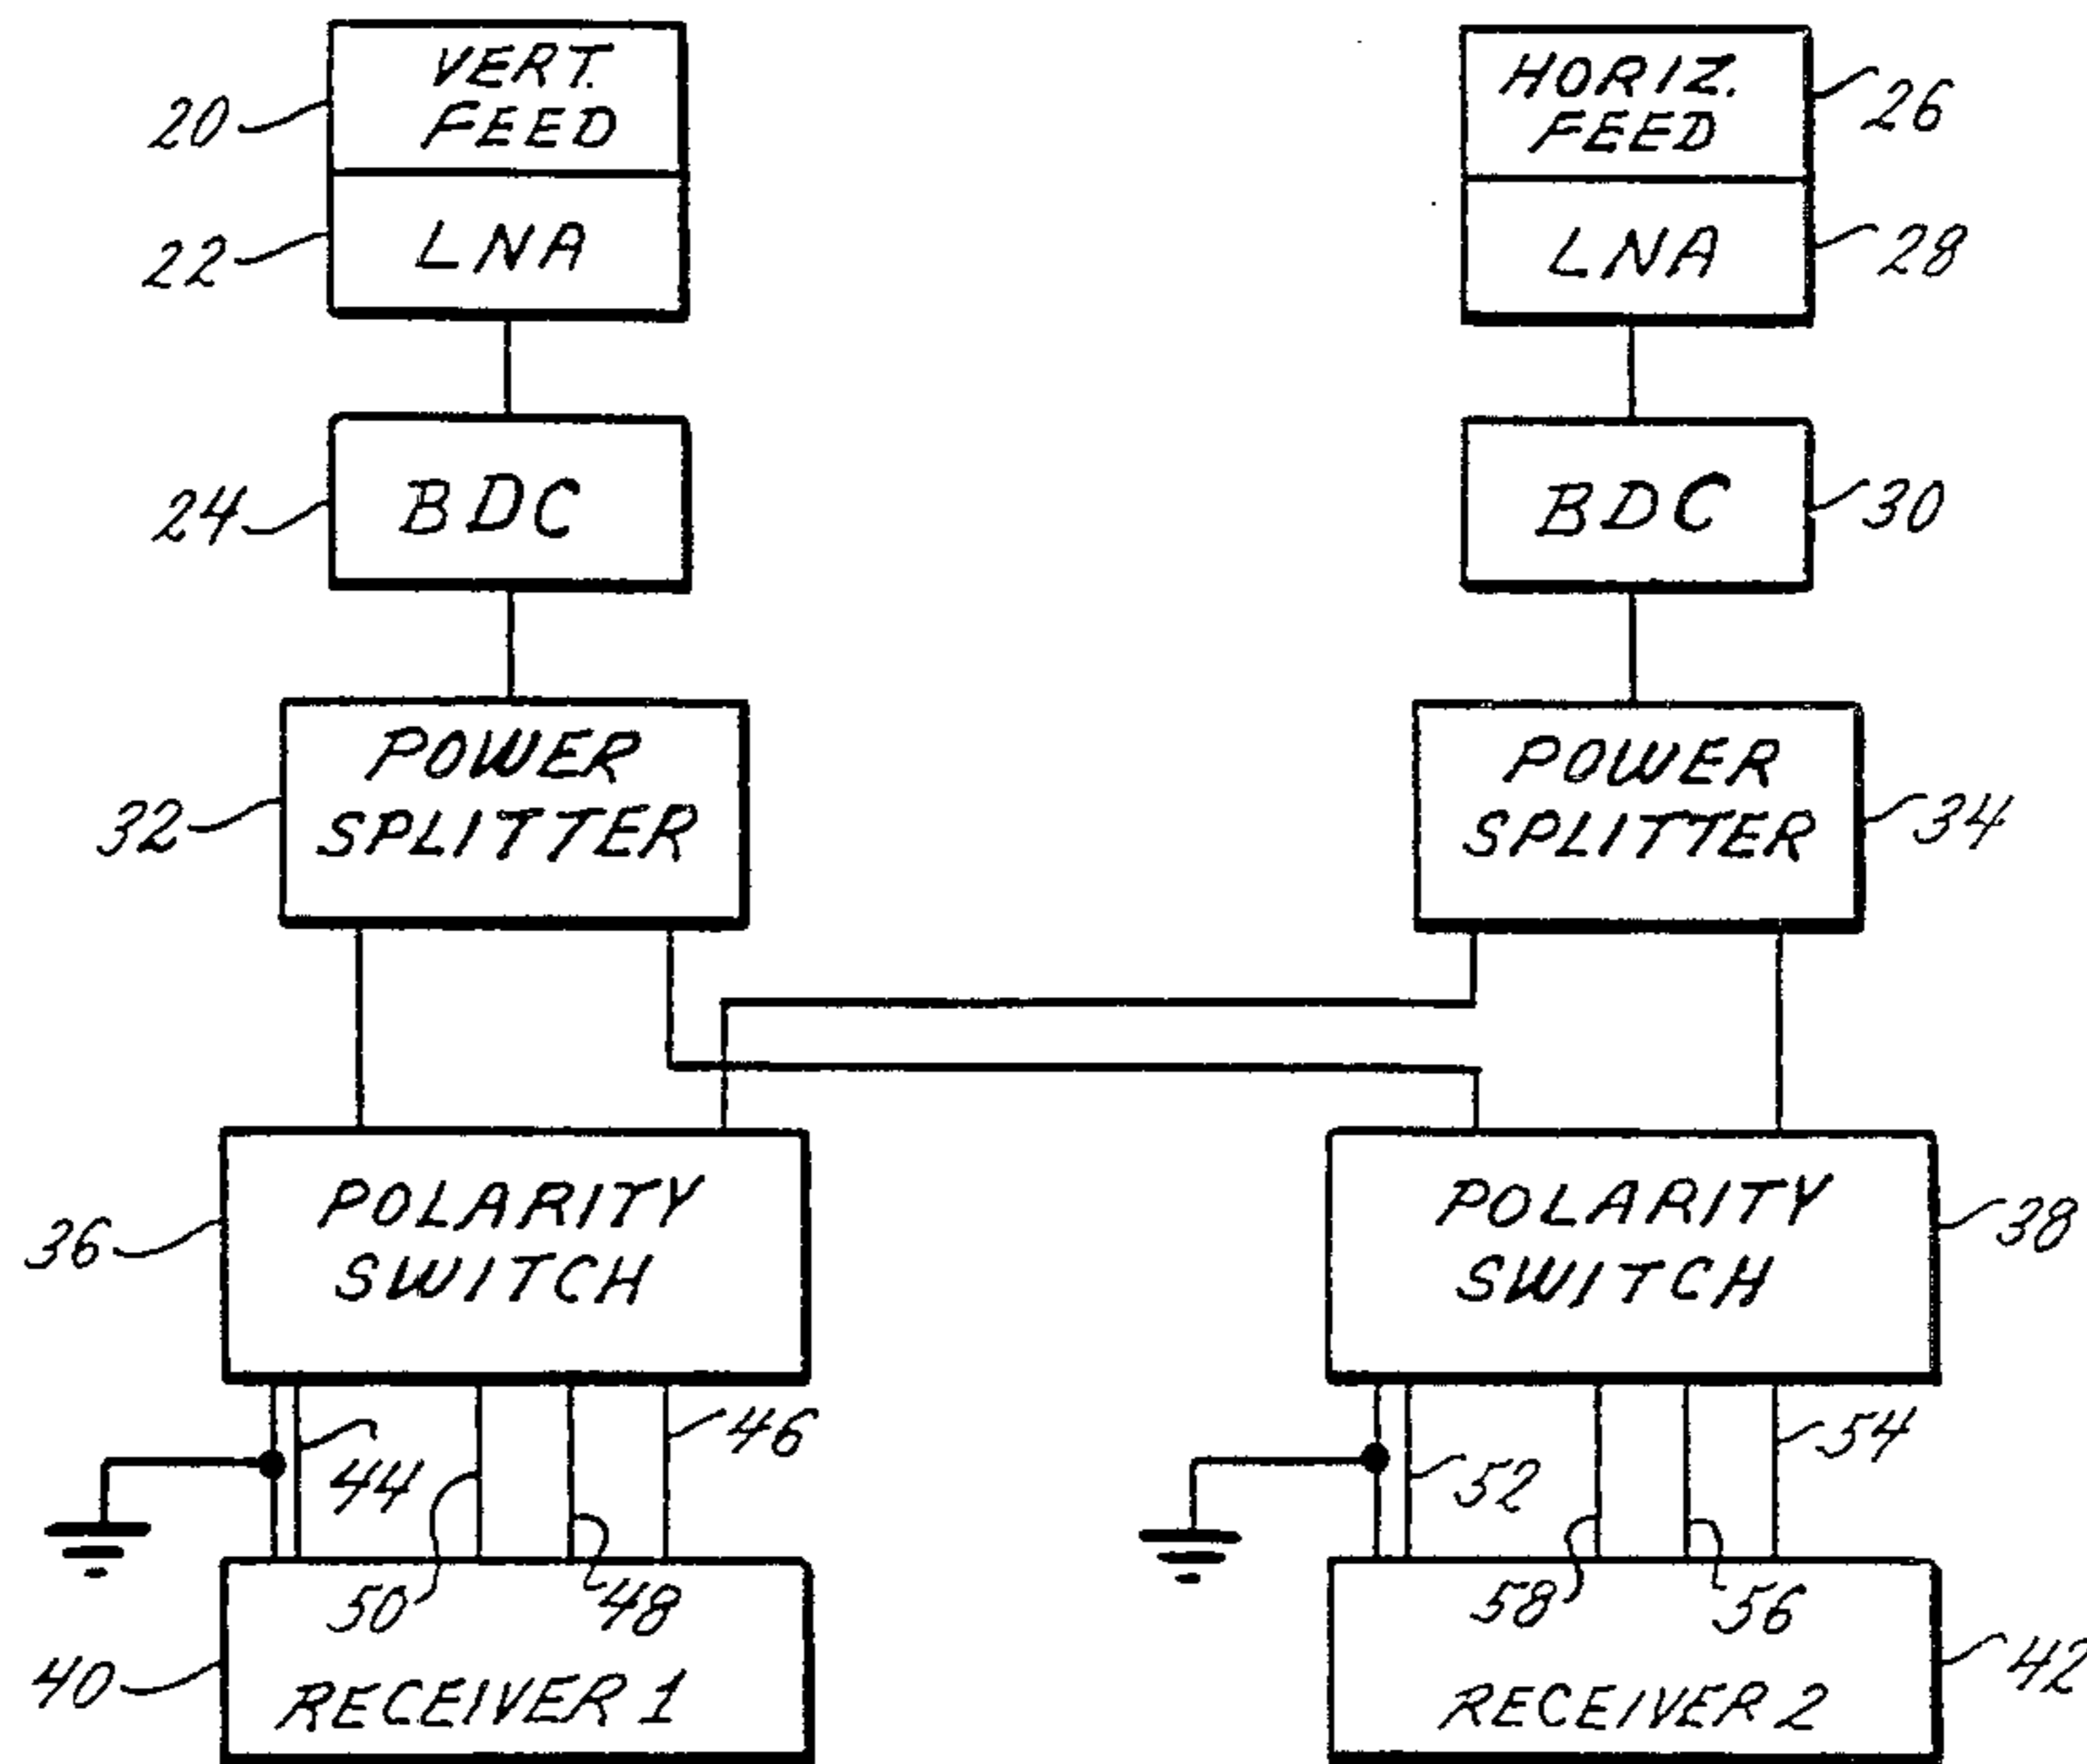 VERT.
FEED
20
LNA
22
BDC
24
POWER
SPLITTER
32
POLARITY
SWITCH
36
44
46
50
48
RECEIVER 1
40
HORIZ.
FEED
26
LNA
28
BDC
30
POWER
SPLITTER
34
POLARITY
SWITCH
38
52
54
58
56
RECEIVER 2
42